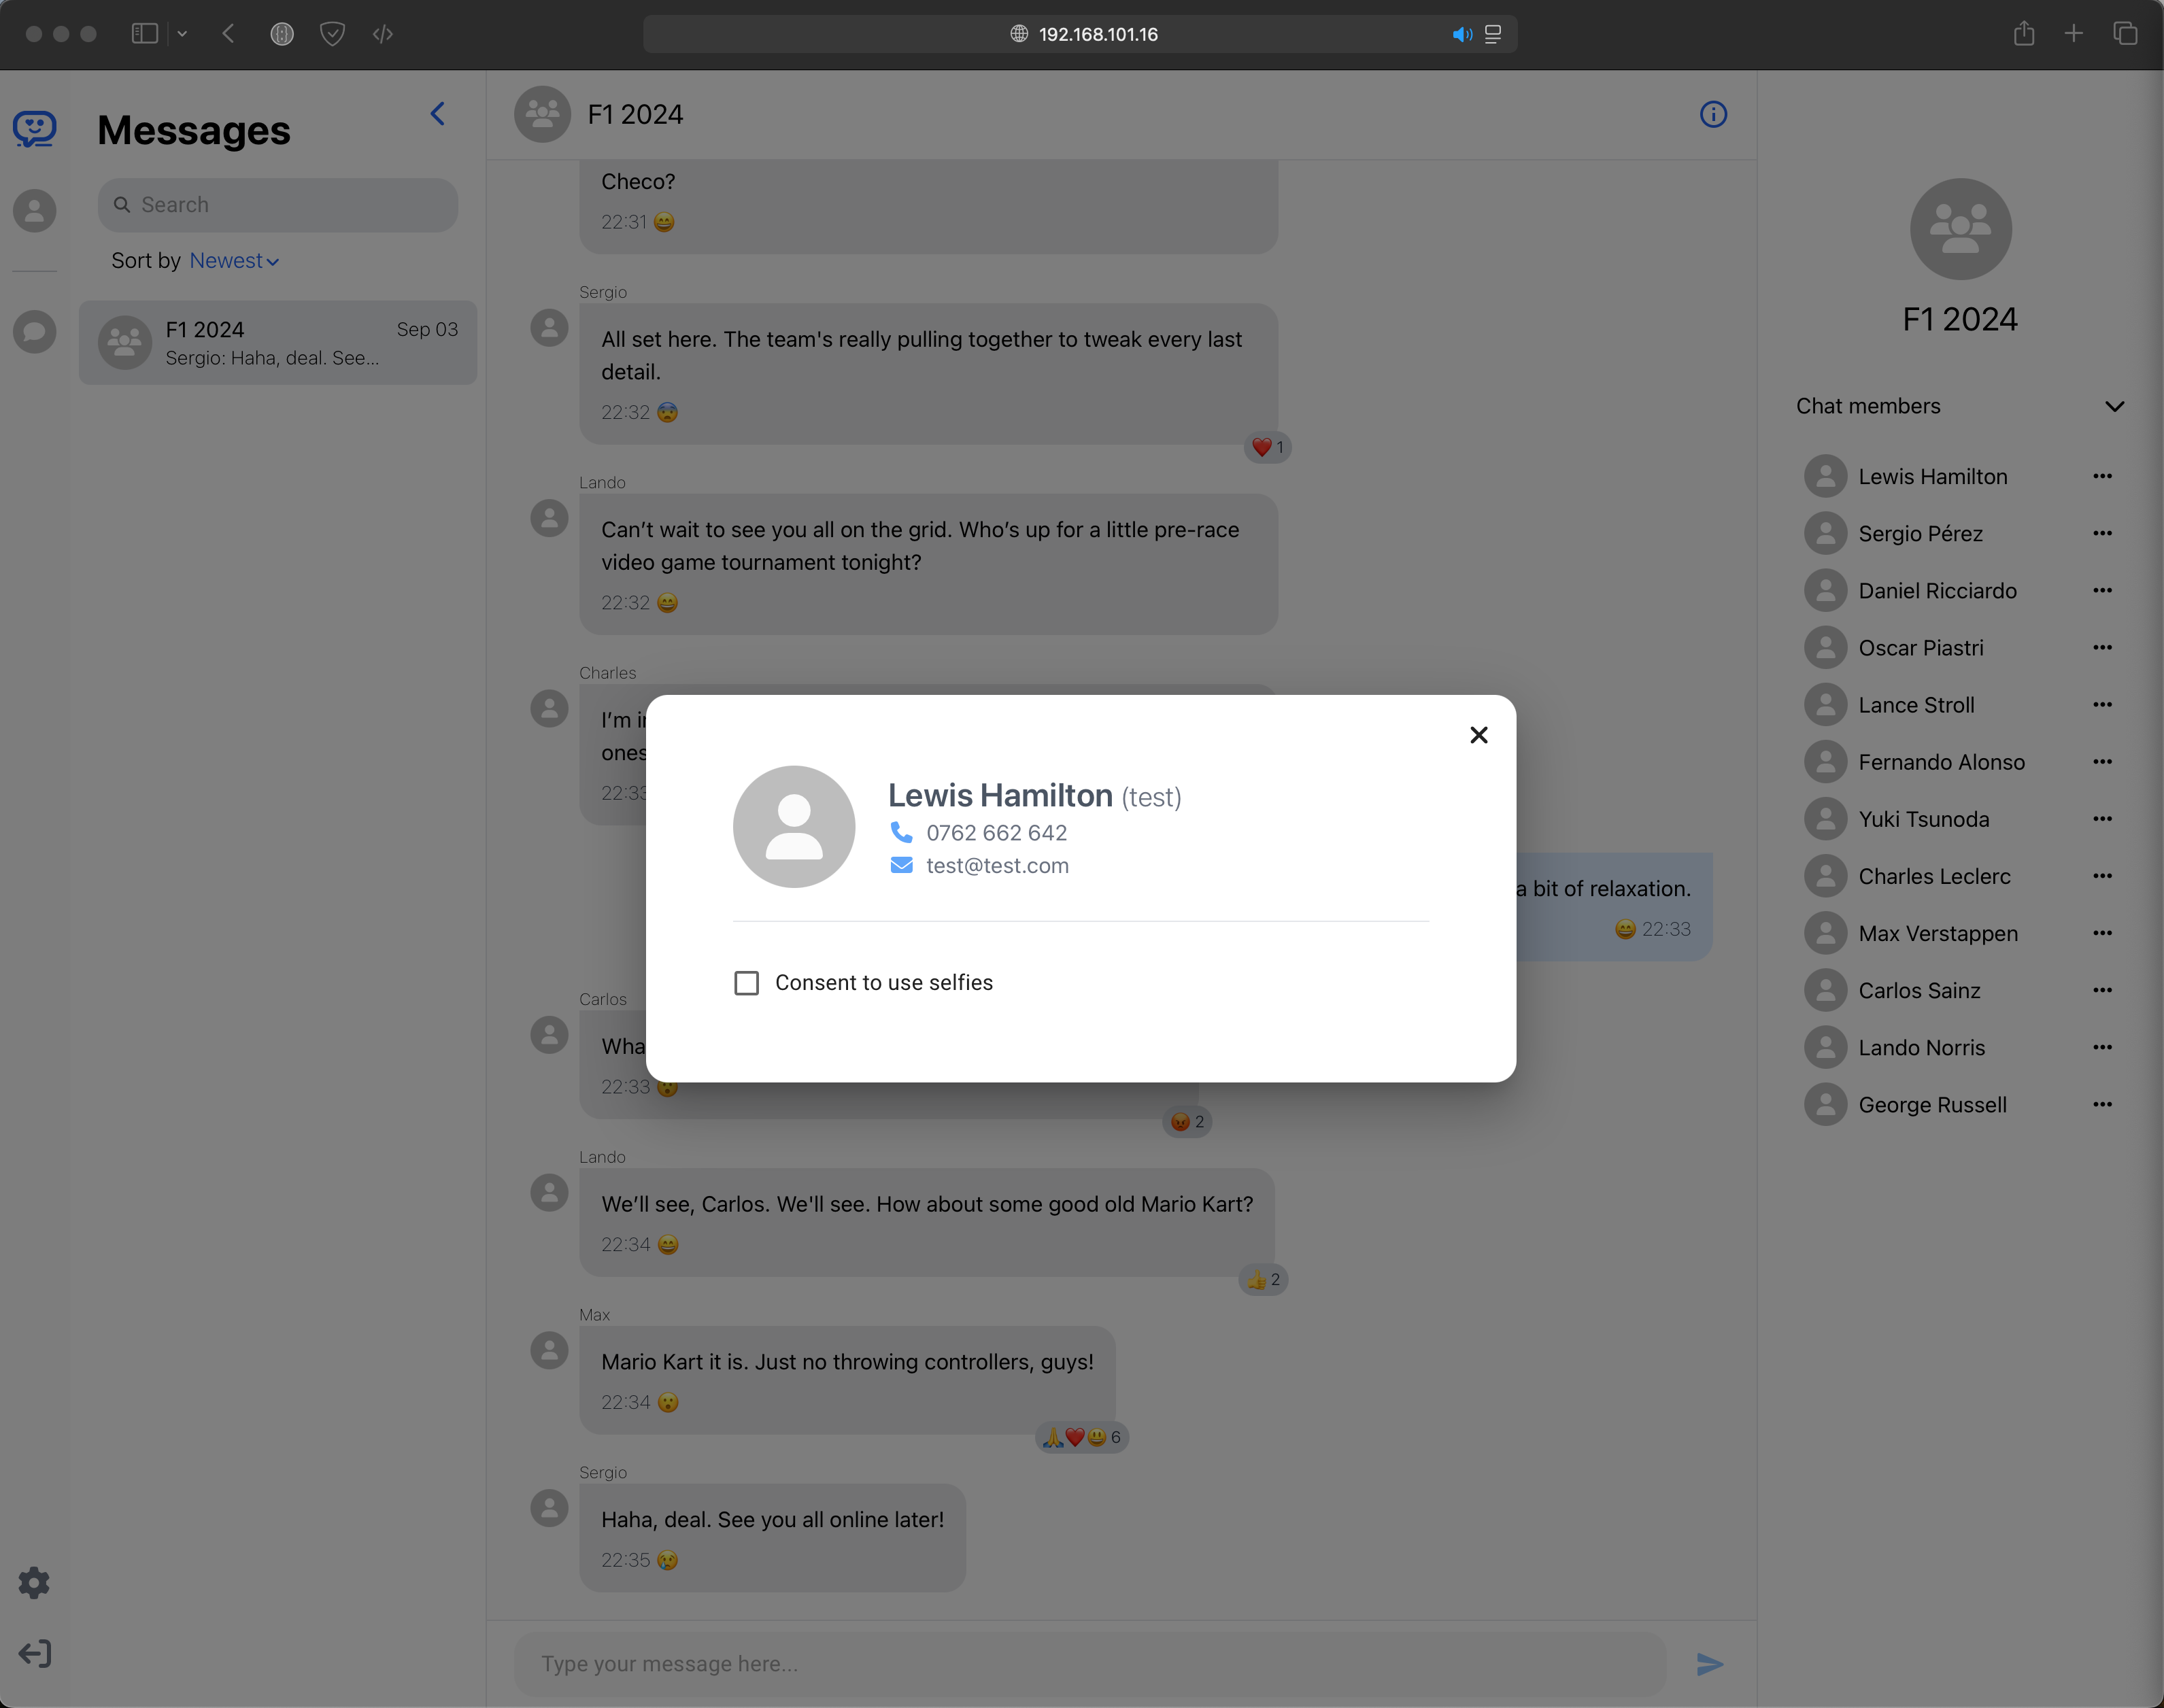 192.168.101.16
Messages
Search
Sort by Newest
F1 2024
Sep 03
Sergio: Haha, deal. See...
F1 2024
Checo?
22:31 😄
Sergio
All set here. The team's really pulling together to tweak every last
detail.
22:32 😨
❤️ 1
Lando
Can’t wait to see you all on the grid. Who’s up for a little pre-race
video game tournament tonight?
22:32 😄
Charles
I’m
ones
22:33
a bit of relaxation.
😄 22:33
Carlos
22:33 😮
😡 2
Lando
We’ll see, Carlos. We'll see. How about some good old Mario Kart?
22:34 😄
👍 2
Max
Mario Kart it is. Just no throwing controllers, guys!
22:34 😮
🙏❤️😃 6
Sergio
Haha, deal. See you all online later!
22:35 😢
Type your message here...
Lewis Hamilton (test)
0762 662 642
test@test.com
Consent to use selfies
F1 2024
Chat members
Lewis Hamilton
Sergio Pérez
Daniel Ricciardo
Oscar Piastri
Lance Stroll
Fernando Alonso
Yuki Tsunoda
Charles Leclerc
Max Verstappen
Carlos Sainz
Lando Norris
George Russell